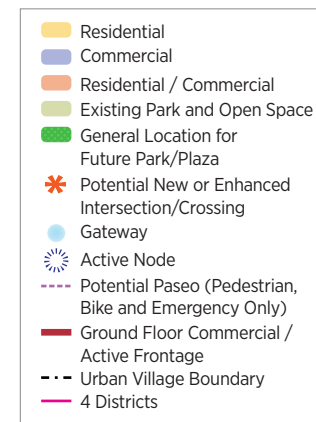 Residential
Commercial
Residential / Commercial
Existing Park and Open Space
General Location for
Future Park/Plaza
Potential New or Enhanced
Intersection/Crossing
Gateway
Active Node
Potential Paseo (Pedestrian,
Bike and Emergency Only)
Ground Floor Commercial /
Active Frontage
Urban Village Boundary
4 Districts